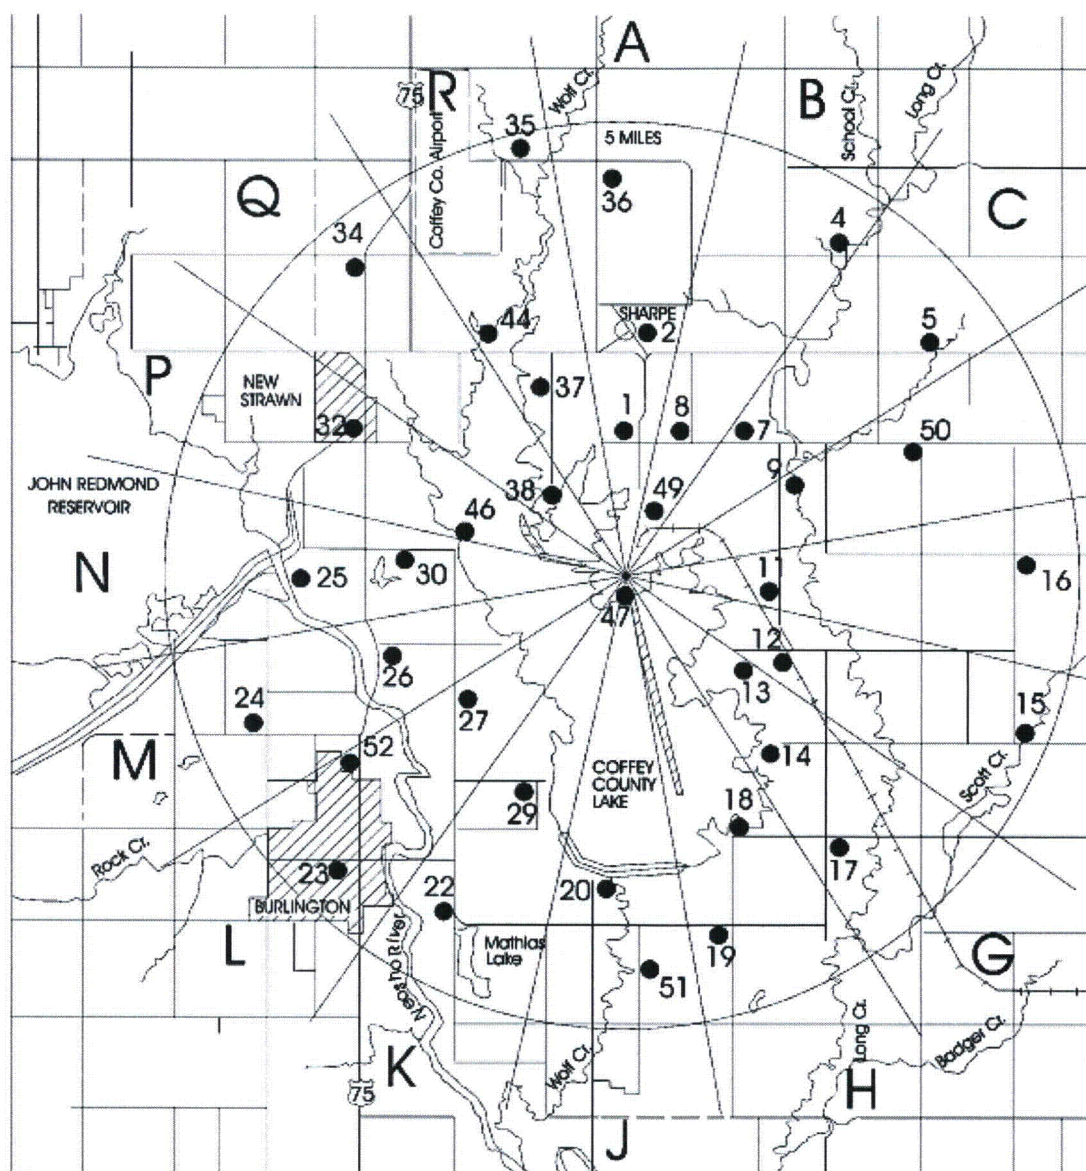 A
B
R
75
Wolf Cr.
School Cr.
Long Cr.
Coffey Co. Airport
35
5 MILES
36
Q
C
34
4
44
SHARPE
2
5
P
NEW
STRAWN
37
1
8
7
32
50
JOHN REDMOND
RESERVOIR
38
9
49
46
N
25
30
11
16
47
12
26
13
24
27
15
M
52
14
COFFEY
COUNTY
LAKE
29
18
Scott Cr.
Rock Cr.
17
23
20
22
BURLINGTON
L
Neosho River
Mathias
Lake
19
G
51
K
Wolf Cr.
Long Cr.
Badger Cr.
75
H
J